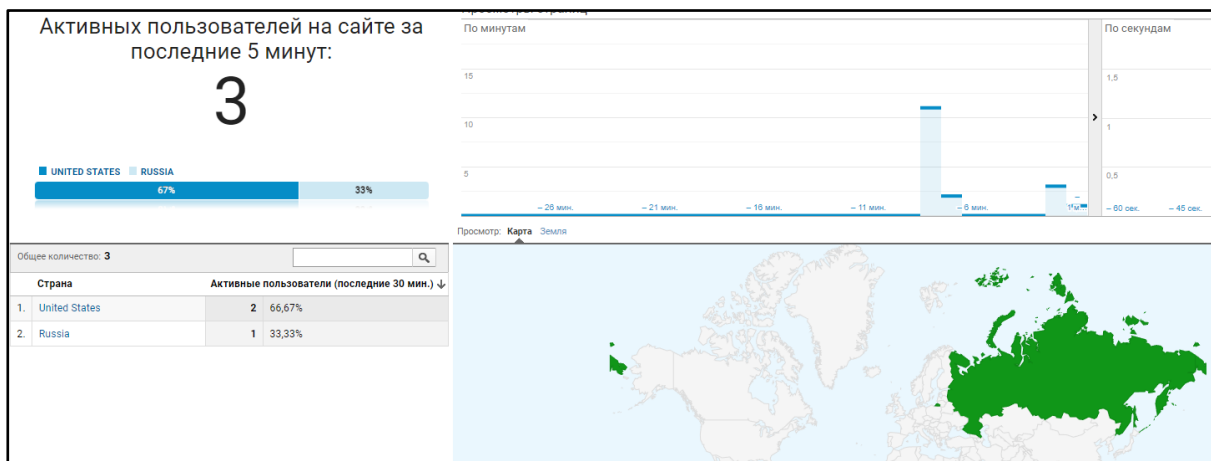 Активных пользователей на сайте за
последние 5 минут:
3
UNITED STATES RUSSIA
67% 33%
По минутам
15
10
5
– 26 мин. – 21 мин. – 16 мин. – 11 мин. – 6 мин.
По секундам
1,5
1
0,5
– 60 сек. – 45 сек.
Просмотр: Карта Земля
Общее количество: 3
Страна Активные пользователи (последние 30 мин.)
1. United States 2 66,67%
2. Russia 1 33,33%